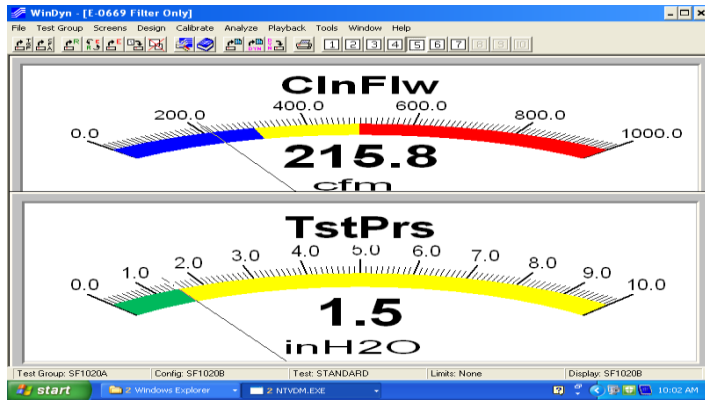 WinDyn - [E-0669 Filter Only]
File Test Group Screens Design Calibrate Analyze Playback Tools Window Help
1 2 3 4 5 6 7 8 9 10
ClnFlw
0.0 200.0 400.0 600.0 800.0 1000.0
215.8
cfm
TstPrs
0.0 1.0 2.0 3.0 4.0 5.0 6.0 7.0 8.0 9.0 10.0
1.5
inH2O
Test Group: SF1020A Config: SF1020B Test: STANDARD Limits: None Display: SF1020B
start 2 Windows Explorer 2 NTVDM.EXE 10:02 AM